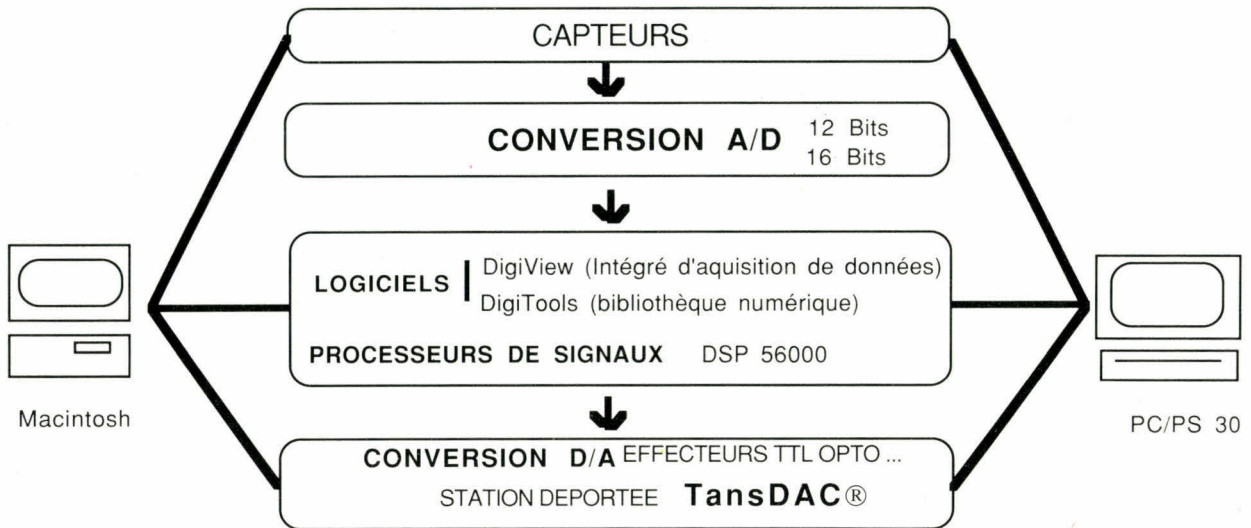 CAPTEURS
CONVERSION A/D 12 Bits
16 Bits
LOGICIELS DigiView (Intégré d'aquisition de données)
DigiTools (bibliothèque numérique)
PROCESSEURS DE SIGNAUX DSP 56000
Macintosh
PC/PS 30
CONVERSION D/A EFFECTEURS TTL OPTO ...
STATION DEPORTEE TansDAC®